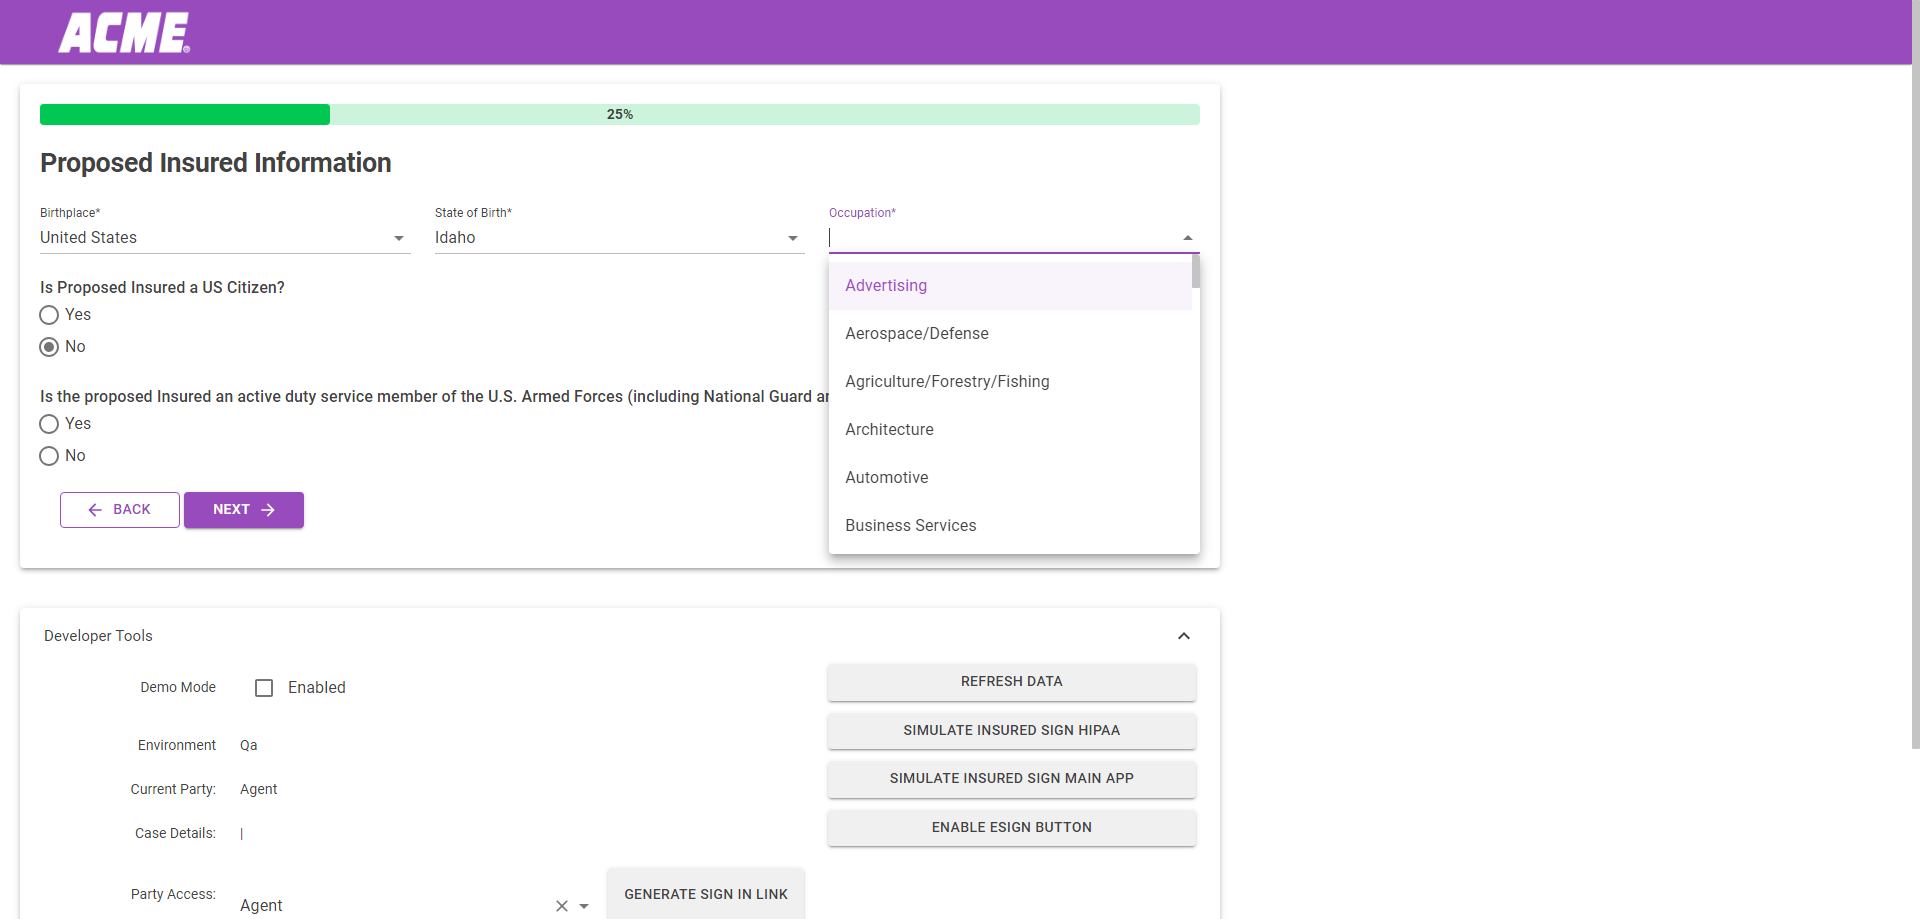 ACME®
25%
Proposed Insured Information
Birthplace*
United States
State of Birth*
Idaho
Occupation*
Advertising
Aerospace/Defense
Agriculture/Forestry/Fishing
Architecture
Automotive
Business Services
Is Proposed Insured a US Citizen?
Yes
No
Is the proposed Insured an active duty service member of the U.S. Armed Forces (including National Guard
Yes
No
BACK
NEXT
Developer Tools
Demo Mode
Enabled
Environment
Qa
Current Party:
Agent
Case Details:
|
Party Access:
Agent
GENERATE SIGN IN LINK
REFRESH DATA
SIMULATE INSURED SIGN HIPAA
SIMULATE INSURED SIGN MAIN APP
ENABLE ESIGN BUTTON